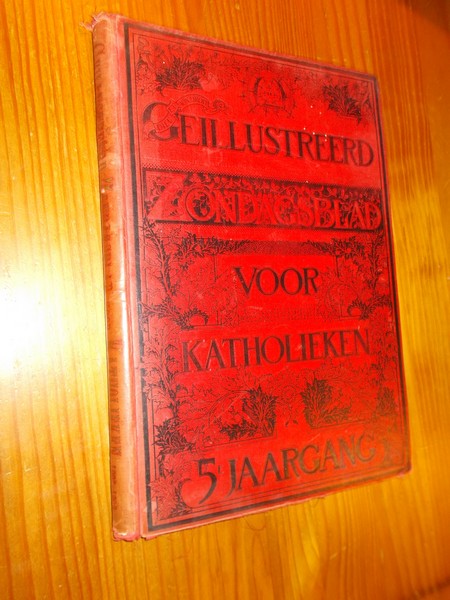 GEILLUSTREERD
ZONDAGSBLAD
VOOR
KATHOLIEKEN
5E JAARGANG